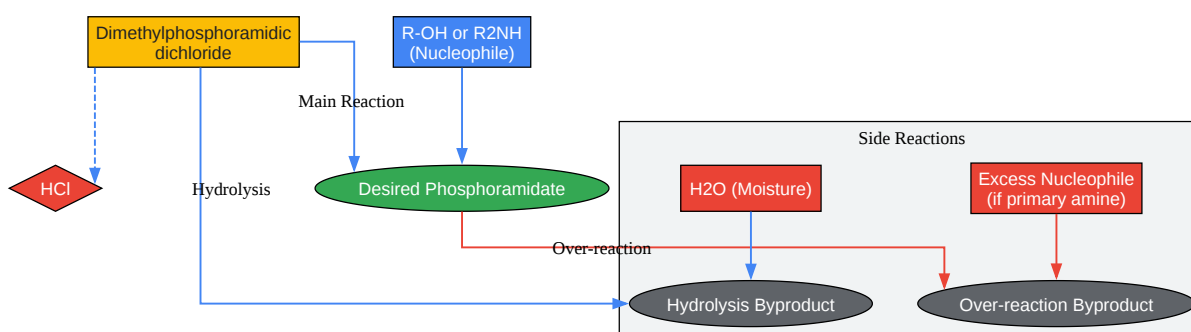 Dimethylphosphoramidic
dichloride
R-OH or R2NH
(Nucleophile)
Main Reaction
Side Reactions
HCl
Hydrolysis
Desired Phosphoramidate
H2O (Moisture)
Excess Nucleophile
(if primary amine)
Over-reaction
Hydrolysis Byproduct
Over-reaction Byproduct